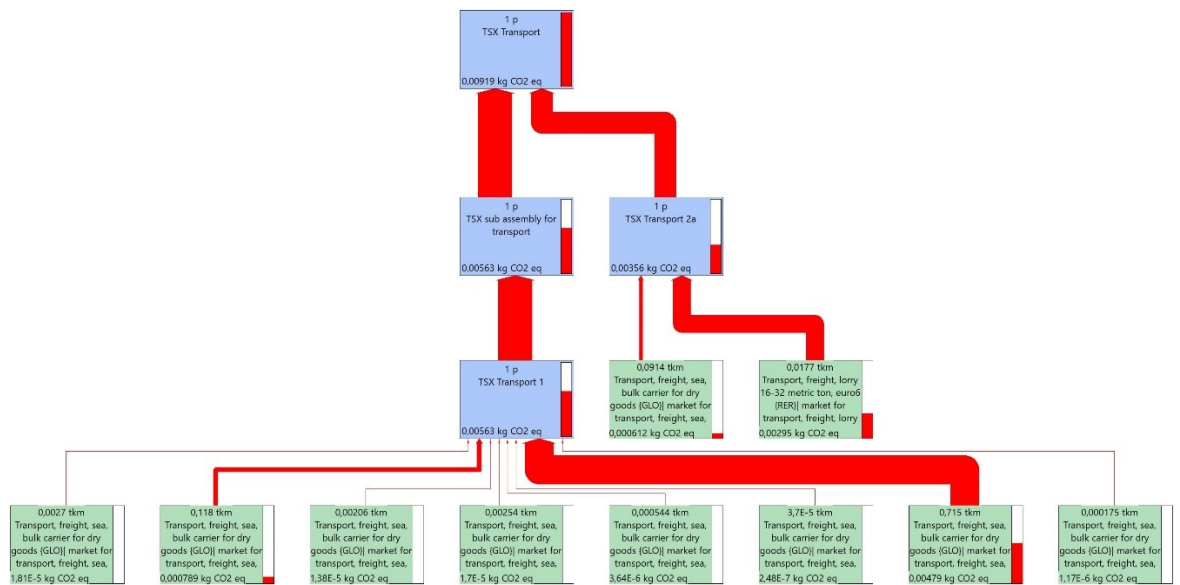 1 p
TSX Transport
0,00919 kg CO2 eq
1 p
TSX sub assembly for
transport
0,00563 kg CO2 eq
1 p
TSX Transport 2a
0,00356 kg CO2 eq
1 p
TSX Transport 1
0,00563 kg CO2 eq
0,0914 tkm
Transport, freight, sea,
bulk carrier for dry
goods {GLO}| market for
transport, freight, sea,
0,000612 kg CO2 eq
0,0177 tkm
Transport, freight, lorry
16-32 metric ton, euro6
{RER}| market for
transport, freight, lorry
0,00295 kg CO2 eq
0,0027 tkm
Transport, freight, sea,
bulk carrier for dry
goods {GLO}| market for
transport, freight, sea,
1,81E-5 kg CO2 eq
0,118 tkm
Transport, freight, sea,
bulk carrier for dry
goods {GLO}| market for
transport, freight, sea,
0,000789 kg CO2 eq
0,00206 tkm
Transport, freight, sea,
bulk carrier for dry
goods {GLO}| market for
transport, freight, sea,
1,38E-5 kg CO2 eq
0,00254 tkm
Transport, freight, sea,
bulk carrier for dry
goods {GLO}| market for
transport, freight, sea,
1,7E-5 kg CO2 eq
0,000544 tkm
Transport, freight, sea,
bulk carrier for dry
goods {GLO}| market for
transport, freight, sea,
3,64E-6 kg CO2 eq
3,7E-5 tkm
Transport, freight, sea,
bulk carrier for dry
goods {GLO}| market for
transport, freight, sea,
2,48E-7 kg CO2 eq
0,715 tkm
Transport, freight, sea,
bulk carrier for dry
goods {GLO}| market for
transport, freight, sea,
0,00479 kg CO2 eq
0,000175 tkm
Transport, freight, sea,
bulk carrier for dry
goods {GLO}| market for
transport, freight, sea,
1,17E-6 kg CO2 eq